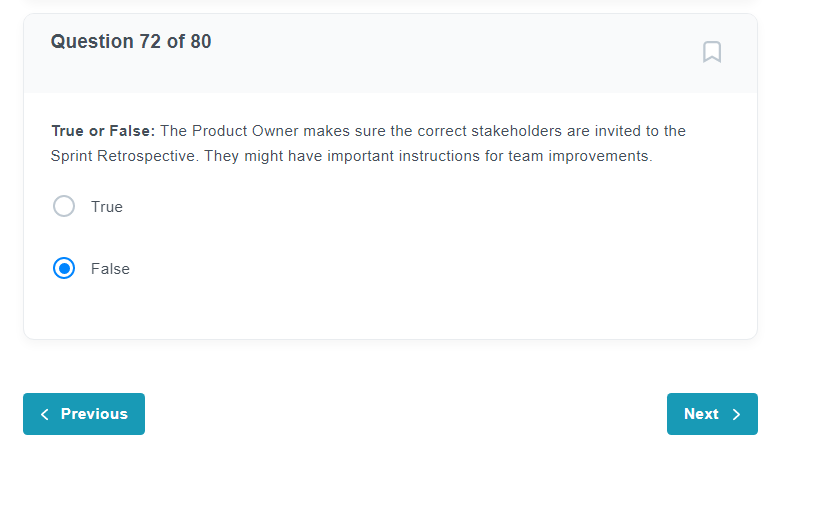 Question 72 of 80
True or False: The Product Owner makes sure the correct stakeholders are invited to the
Sprint Retrospective. They might have important instructions for team improvements.
True
False
Previous
Next